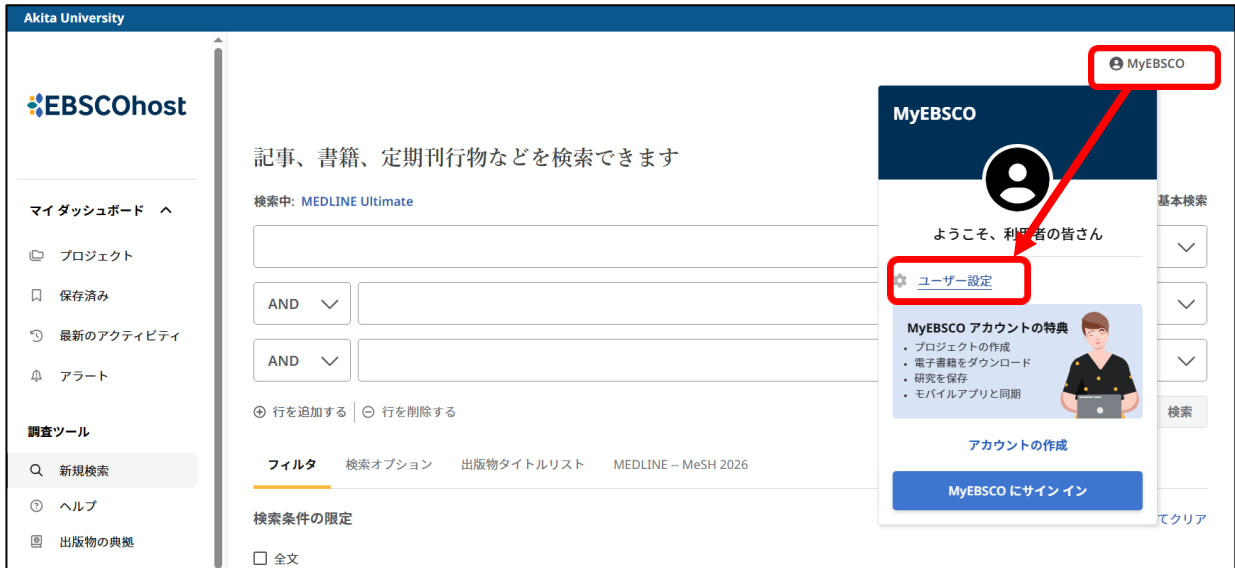 Akita University
MyEBSCO
EBSCOhost
記事、書籍、定期刊行物などを検索できます
マイ ダッシュボード
プロジェクト
保存済み
最新のアクティビティ
アラート
調査ツール
新規検索
ヘルプ
出版物の典拠
検索中: MEDLINE Ultimate
基本検索
AND
AND
行を追加する
行を削除する
検索
フィルタ
検索オプション
出版物タイトルリスト
MEDLINE -- MeSH 2026
検索条件の限定
てクリア
全文
MyEBSCO
ようこそ、利用者の皆さん
ユーザー設定
MyEBSCO アカウントの特典
• プロジェクトの作成
• 電子書籍をダウンロード
• 研究を保存
• モバイルアプリと同期
アカウントの作成
MyEBSCO にサイン イン